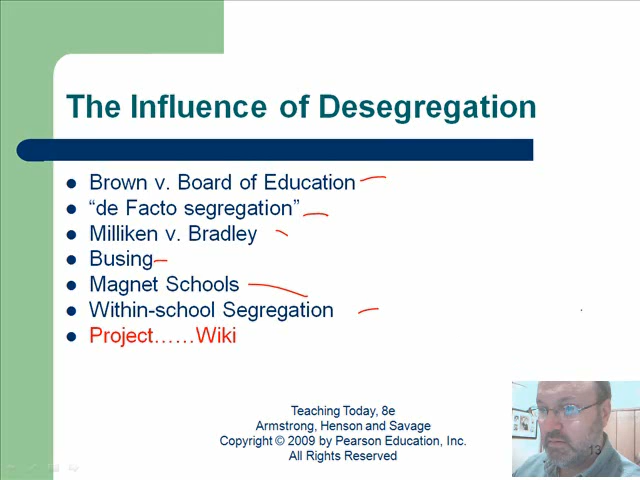 The Influence of Desegregation
Brown v. Board of Education
“de Facto segregation”
Milliken v. Bradley
Busing
Magnet Schools
Within-school Segregation
Project……Wiki
Teaching Today, 8e
Armstrong, Henson and Savage
Copyright © 2009 by Pearson Education, Inc.
All Rights Reserved
13